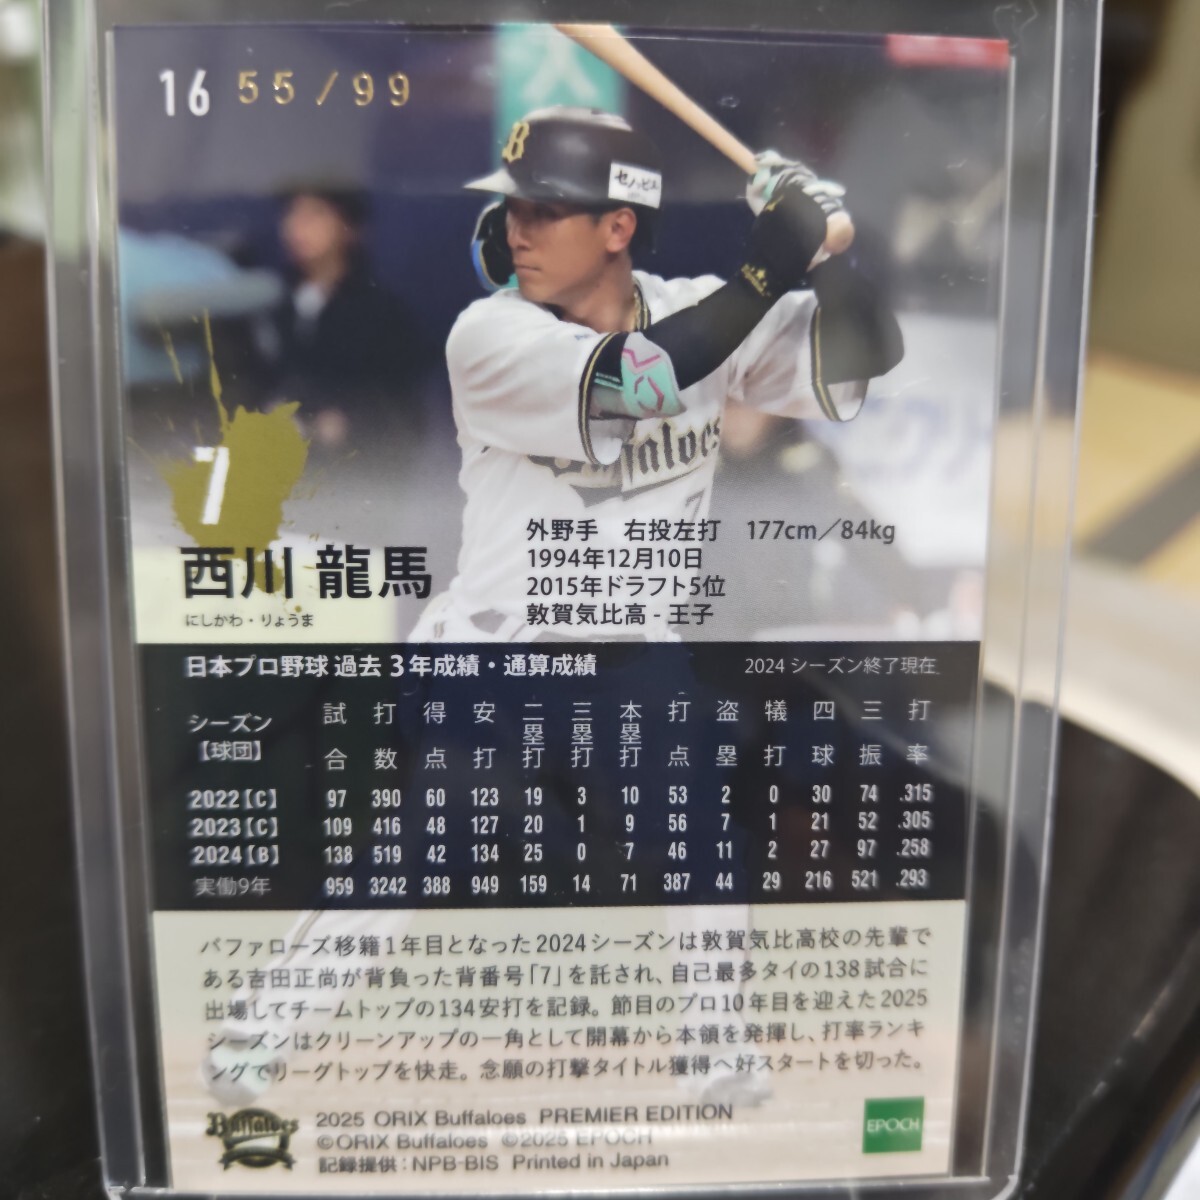 16 55/99
B
セノッピー
Buffaloes
7
7
外野手 右投左打 177cm/84kg
1994年12月10日
2015年ドラフト5位
敦賀気比高 - 王子
西川 龍馬
にしかわ・りょうま
日本プロ野球 過去3年成績・通算成績 2024 シーズン終了現在
シーズン【球団】 試合 打数 得点 安打 二塁打 三塁打 本塁打 打点 盗塁 犠打 四球 三振 打率
2022【C】 97 390 60 123 19 3 10 53 2 0 30 74 .315
2023【C】 109 416 48 127 20 1 9 56 7 1 21 52 .305
2024【B】 138 519 42 134 25 0 7 46 11 2 27 97 .258
実働9年 959 3242 388 949 159 14 71 387 44 29 216 521 .293
バファローズ移籍1年目となった2024シーズンは敦賀気比高校の先輩で
ある吉田正尚が背負った背番号「7」を託され、自己最多タイの138試合に
出場してチームトップの134安打を記録。節目のプロ10年目を迎えた2025
シーズンはクリーンアップの一角として開幕から本領を発揮し、打率ランキ
ングでリーグトップを快走。念願の打撃タイトル獲得へ好スタートを切った。
Buffaloes
2025 ORIX Buffaloes PREMIER EDITION
©ORIX Buffaloes ©2025 EPOCH
記録提供:NPB-BIS Printed in Japan
EPOCH